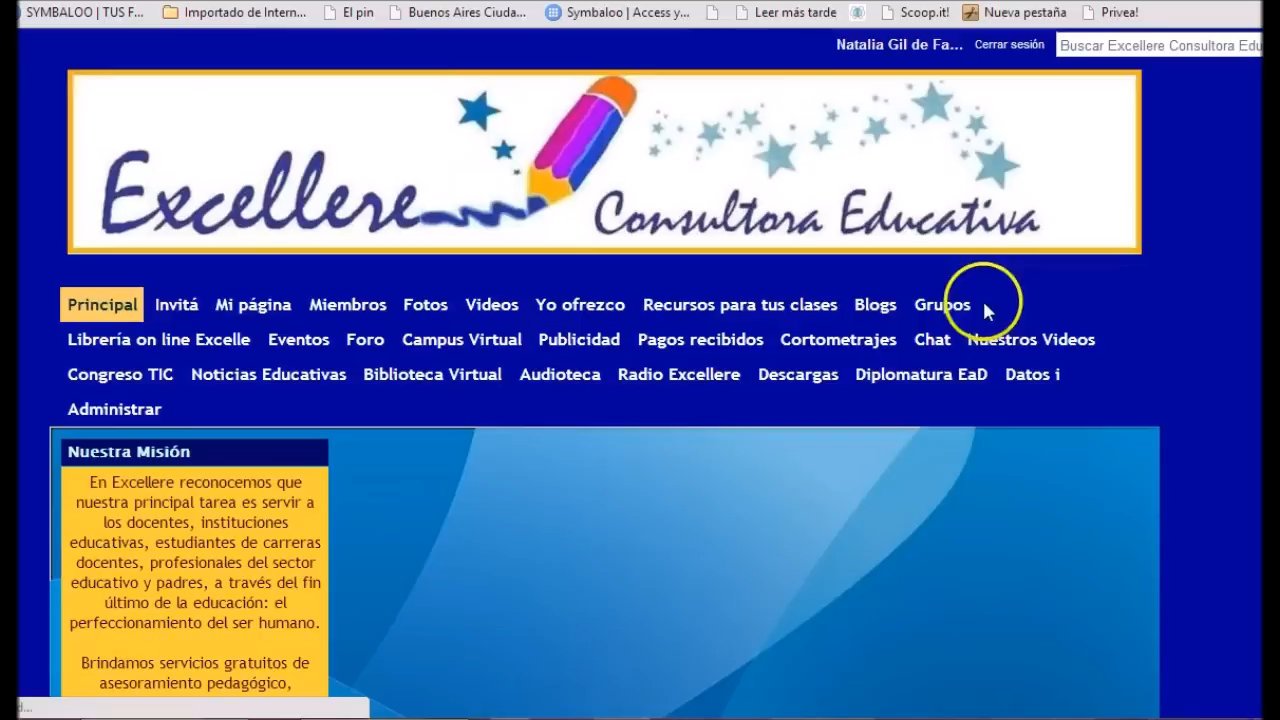 SYMBALOO | TUS F... Importado de Intern... El pin Buenos Aires Ciuda... Symbaloo | Access y... Leer más tarde Scoop.it! Nueva pestaña Privea!
Natalia Gil de Fa... Cerrar sesión Buscar Excellere Consultora Edu
Excellere Consultora Educativa
Principal Invitá Mi página Miembros Fotos Videos Yo ofrezco Recursos para tus clases Blogs Grupos
Librería on line Excelle Eventos Foro Campus Virtual Publicidad Pagos recibidos Cortometrajes Chat Nuestros Videos
Congreso TIC Noticias Educativas Biblioteca Virtual Audioteca Radio Excellere Descargas Diplomatura EaD Datos i
Administrar
Nuestra Misión
En Excellere reconocemos que
nuestra principal tarea es servir a
los docentes, instituciones
educativas, estudiantes de carreras
docentes, profesionales del sector
educativo y padres, a través del fin
último de la educación: el
perfeccionamiento del ser humano.
Brindamos servicios gratuitos de
asesoramiento pedagógico,